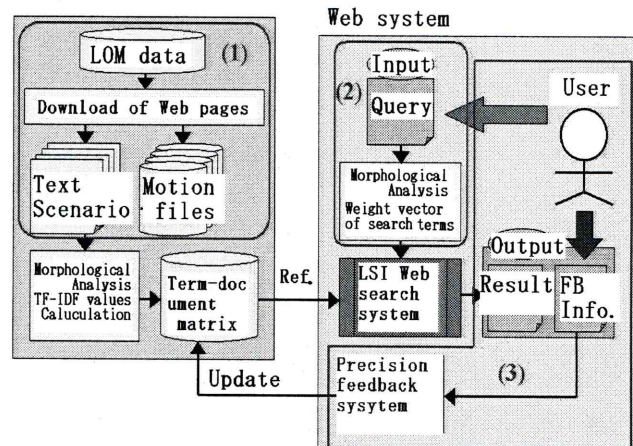 Web system
LOM data
(1)
Download of Web pages
Text
Scenario
Motion
files
Morphological
Analysis
TF-IDF values
Caluculation
Term-doc
ument
matrix
Ref.
Update
(Input)
(2)
Query
Morphological
Analysis
Weight vector
of search terms
LSI Web
search
system
User
Output
Result
FB
Info.
Precision
feedback
sysytem
(3)